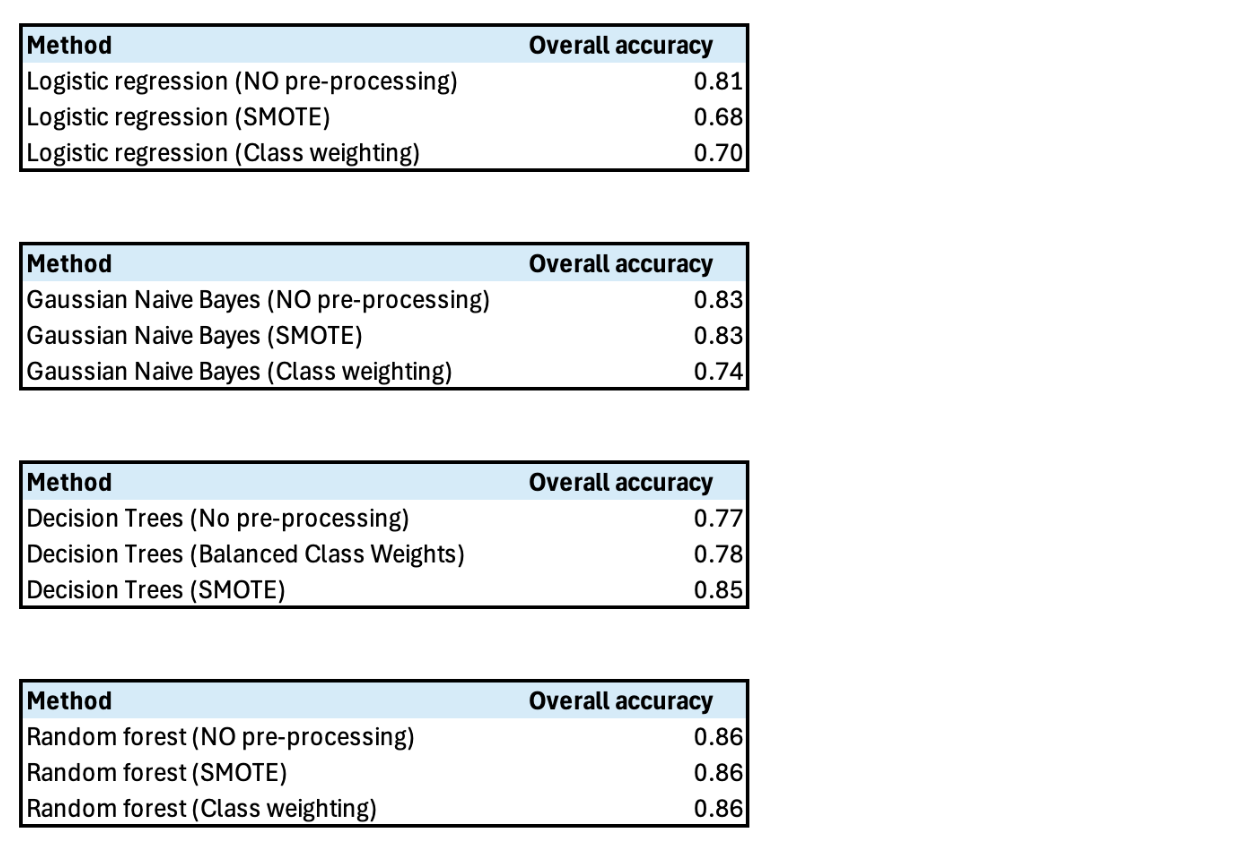 Method Overall accuracy
Logistic regression (NO pre-processing) 0.81
Logistic regression (SMOTE) 0.68
Logistic regression (Class weighting) 0.70
Method Overall accuracy
Gaussian Naive Bayes (NO pre-processing) 0.83
Gaussian Naive Bayes (SMOTE) 0.83
Gaussian Naive Bayes (Class weighting) 0.74
Method Overall accuracy
Decision Trees (No pre-processing) 0.77
Decision Trees (Balanced Class Weights) 0.78
Decision Trees (SMOTE) 0.85
Method Overall accuracy
Random forest (NO pre-processing) 0.86
Random forest (SMOTE) 0.86
Random forest (Class weighting) 0.86